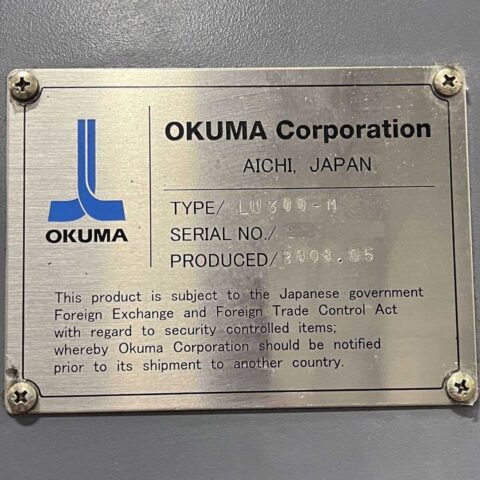 OKUMA
OKUMA Corporation
AICHI, JAPAN
TYPE/ LU300-M
SERIAL NO./
PRODUCED/
This product is subject to the Japanese government
Foreign Exchange and Foreign Trade Control Act
with regard to security controlled items;
whereby Okuma Corporation should be notified
prior to its shipment to another country.